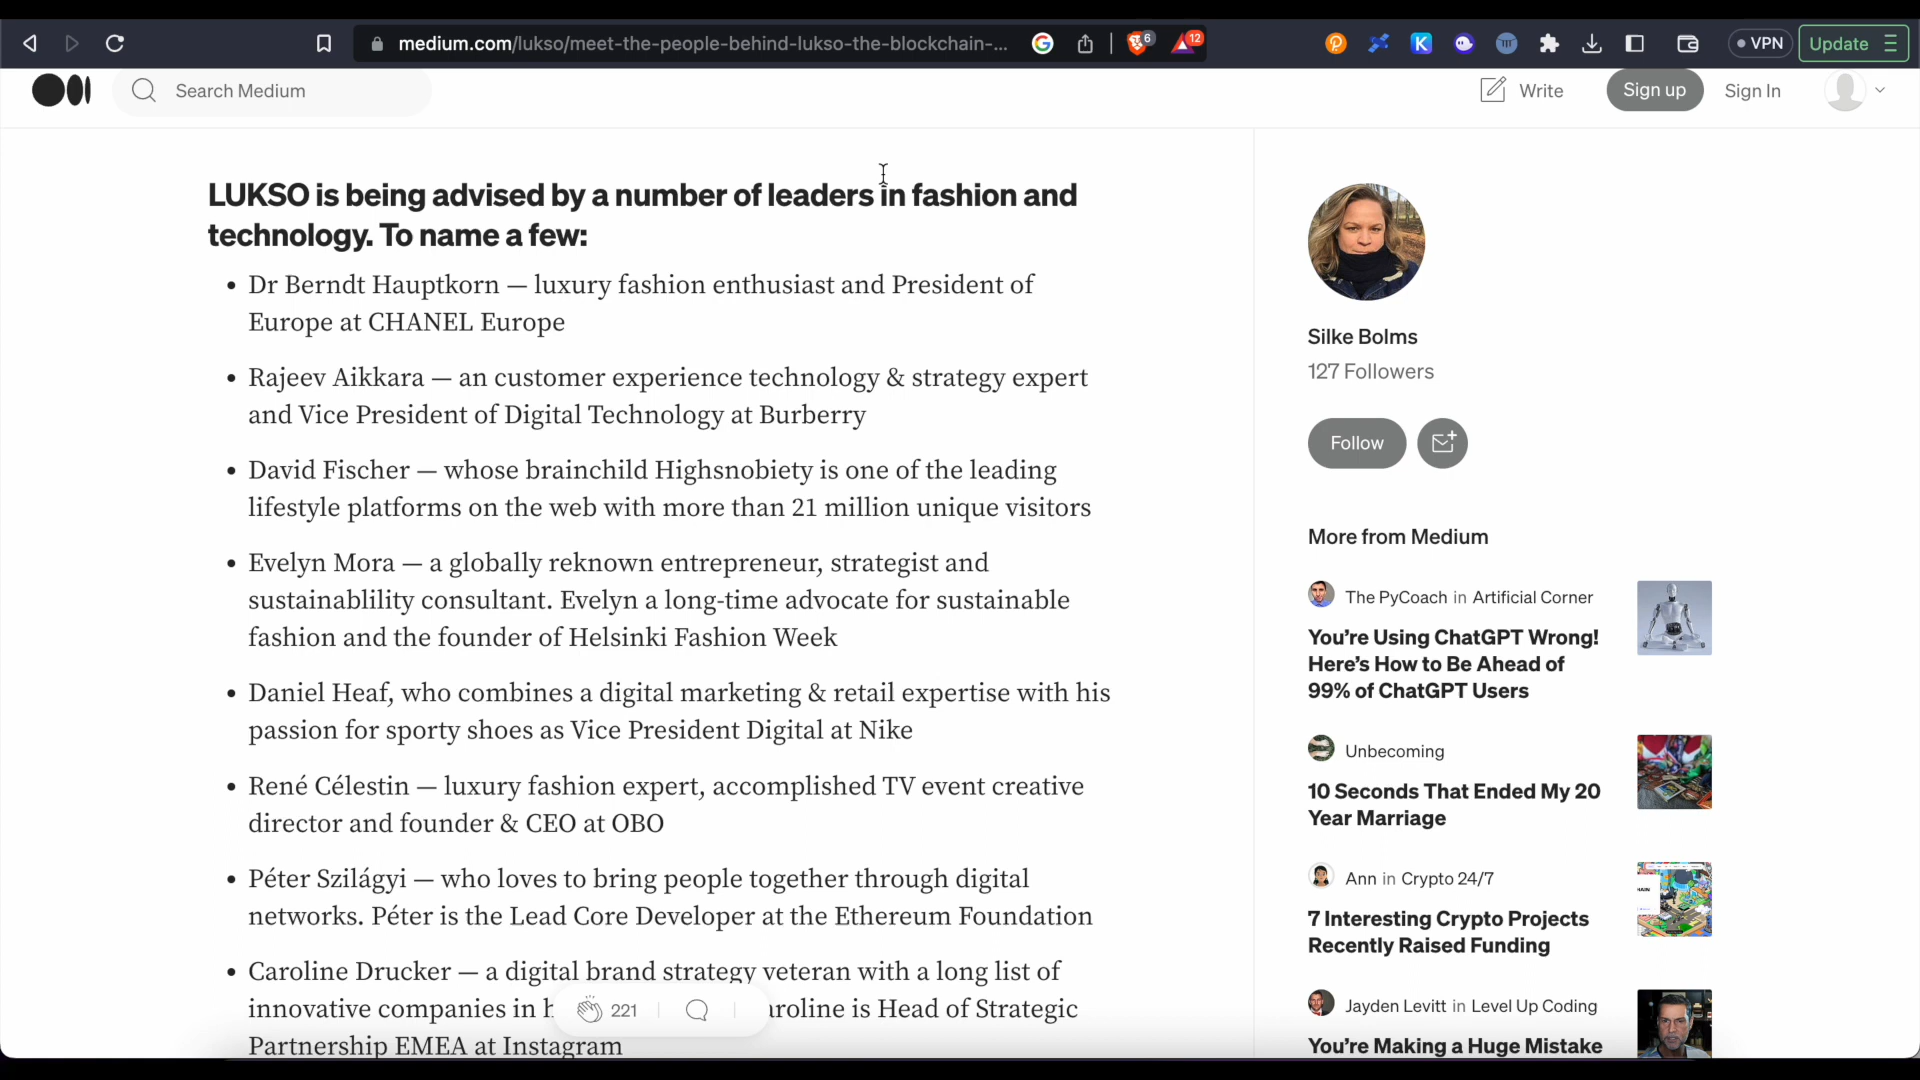 medium.com/lukso/meet-the-people-behind-lukso-the-blockchain-...
6
12
VPN
Update
Search Medium
Write
Sign up
Sign In
LUKSO is being advised by a number of leaders in fashion and
technology. To name a few:
• Dr Berndt Hauptkorn — luxury fashion enthusiast and President of
Europe at CHANEL Europe
• Rajeev Aikkara — an customer experience technology & strategy expert
and Vice President of Digital Technology at Burberry
• David Fischer — whose brainchild Highsnobiety is one of the leading
lifestyle platforms on the web with more than 21 million unique visitors
• Evelyn Mora — a globally reknown entrepreneur, strategist and
sustainablility consultant. Evelyn a long-time advocate for sustainable
fashion and the founder of Helsinki Fashion Week
• Daniel Heaf, who combines a digital marketing & retail expertise with his
passion for sporty shoes as Vice President Digital at Nike
• René Célestin — luxury fashion expert, accomplished TV event creative
director and founder & CEO at OBO
• Péter Szilágyi — who loves to bring people together through digital
networks. Péter is the Lead Core Developer at the Ethereum Foundation
• Caroline Drucker — a digital brand strategy veteran with a long list of
innovative companies in
is Head of Strategic
Partnership EMEA at Instagram
221
Silke Bolms
127 Followers
Follow
More from Medium
The PyCoach in Artificial Corner
You're Using ChatGPT Wrong!
Here's How to Be Ahead of
99% of ChatGPT Users
Unbecoming
10 Seconds That Ended My 20
Year Marriage
Ann in Crypto 24/7
7 Interesting Crypto Projects
Recently Raised Funding
Jayden Levitt in Level Up Coding
You're Making a Huge Mistake